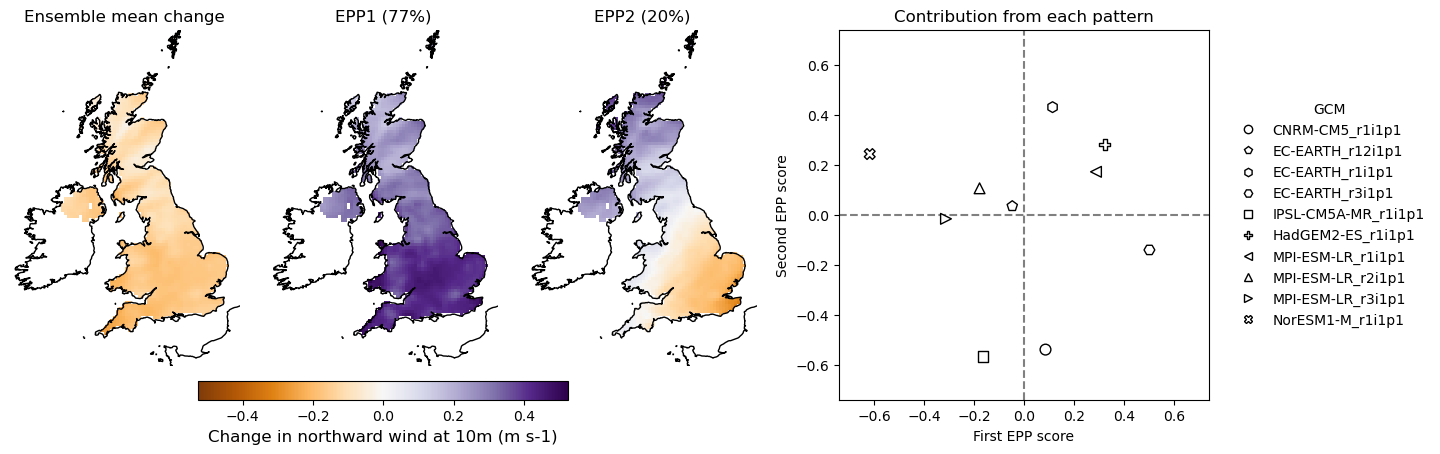 Ensemble mean change
EPP1 (77%)
EPP2 (20%)
−0.4 −0.2 0.0 0.2 0.4
Change in northward wind at 10m (m s-1)
Contribution from each pattern
Second EPP score
0.6
0.4
0.2
0.0
−0.2
−0.4
−0.6
−0.6 −0.4 −0.2 0.0 0.2 0.4 0.6
First EPP score
GCM
CNRM-CM5_r1i1p1
EC-EARTH_r12i1p1
EC-EARTH_r1i1p1
EC-EARTH_r3i1p1
IPSL-CM5A-MR_r1i1p1
HadGEM2-ES_r1i1p1
MPI-ESM-LR_r1i1p1
MPI-ESM-LR_r2i1p1
MPI-ESM-LR_r3i1p1
NorESM1-M_r1i1p1